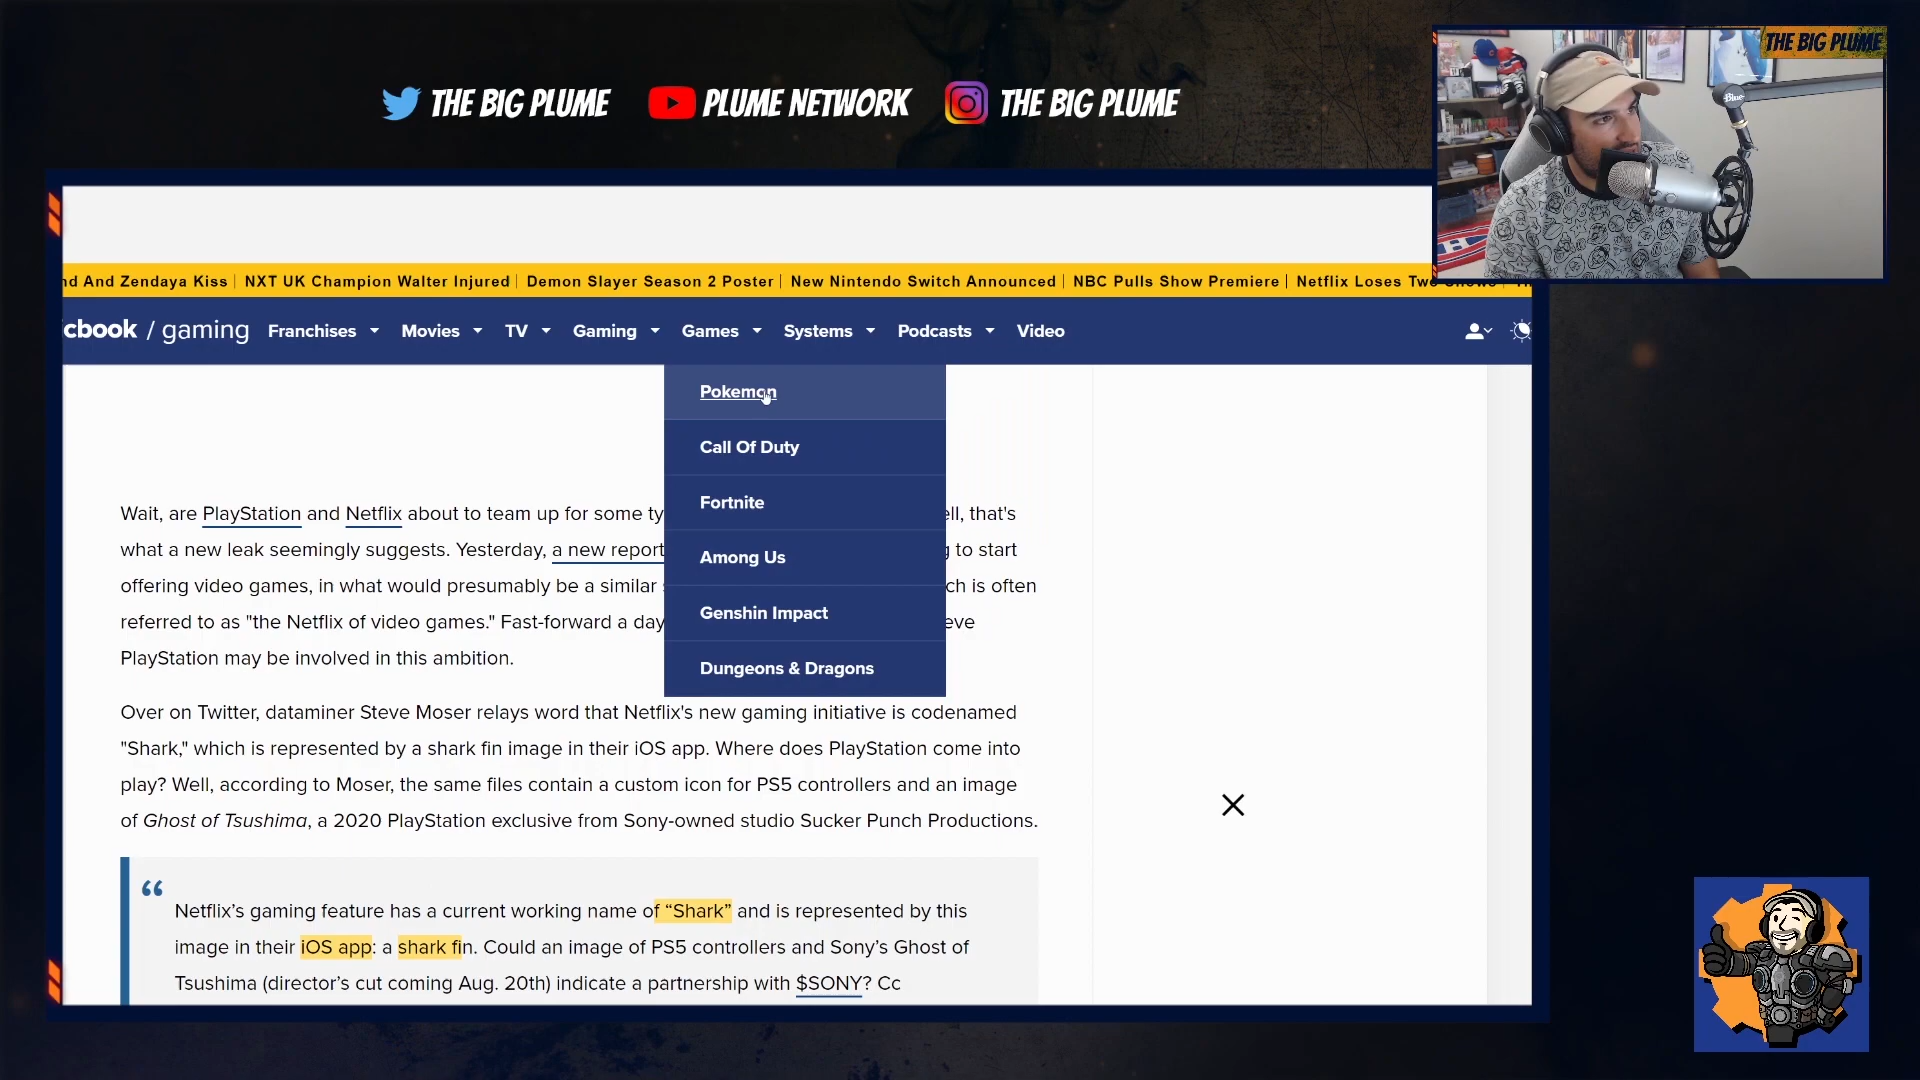 THE BIG PLUME
PLUME NETWORK
THE BIG PLUME
THE BIG PLUME
Blue
nd And Zendaya Kiss | NXT UK Champion Walter Injured | Demon Slayer Season 2 Poster | New Nintendo Switch Announced | NBC Pulls Show Premiere | Netflix Loses Two Shows
cbook / gaming Franchises Movies TV Gaming Games Systems Podcasts Video
Pokemon
Call Of Duty
Fortnite
Among Us
Genshin Impact
Dungeons & Dragons
Wait, are PlayStation and Netflix about to team up for some ty ell, that's
what a new leak seemingly suggests. Yesterday, a new report g to start
offering video games, in what would presumably be a similar ch is often
referred to as "the Netflix of video games." Fast-forward a day eve
PlayStation may be involved in this ambition.
Over on Twitter, dataminer Steve Moser relays word that Netflix's new gaming initiative is codenamed
"Shark," which is represented by a shark fin image in their iOS app. Where does PlayStation come into
play? Well, according to Moser, the same files contain a custom icon for PS5 controllers and an image
of Ghost of Tsushima, a 2020 PlayStation exclusive from Sony-owned studio Sucker Punch Productions.
“
Netflix’s gaming feature has a current working name of “Shark” and is represented by this
image in their iOS app: a shark fin. Could an image of PS5 controllers and Sony’s Ghost of
Tsushima (director’s cut coming Aug. 20th) indicate a partnership with $SONY? Cc